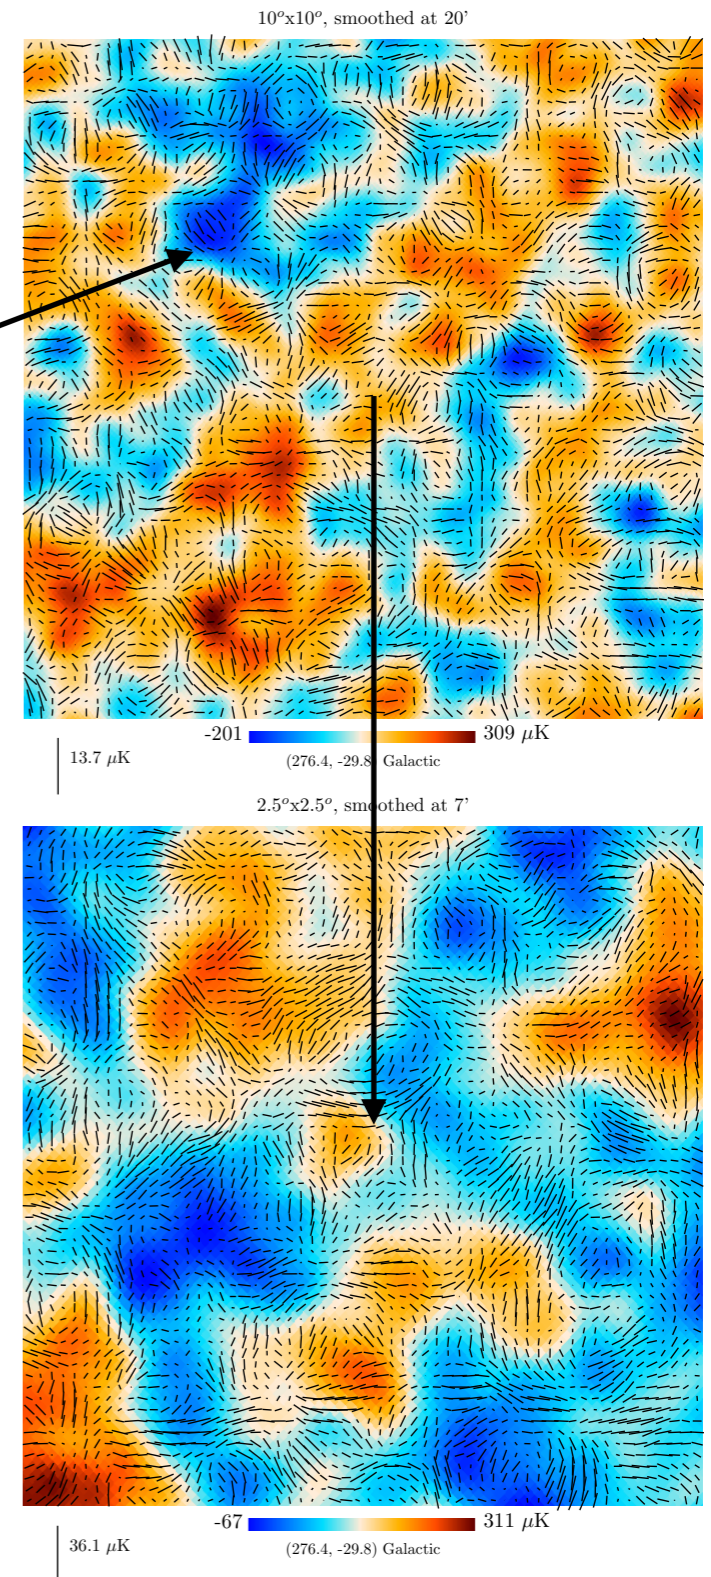 10°x10°, smoothed at 20'
-201 309 μK
13.7 μK
(276.4, -29.8) Galactic
2.5°x2.5°, smoothed at 7'
-67 311 μK
36.1 μK
(276.4, -29.8) Galactic